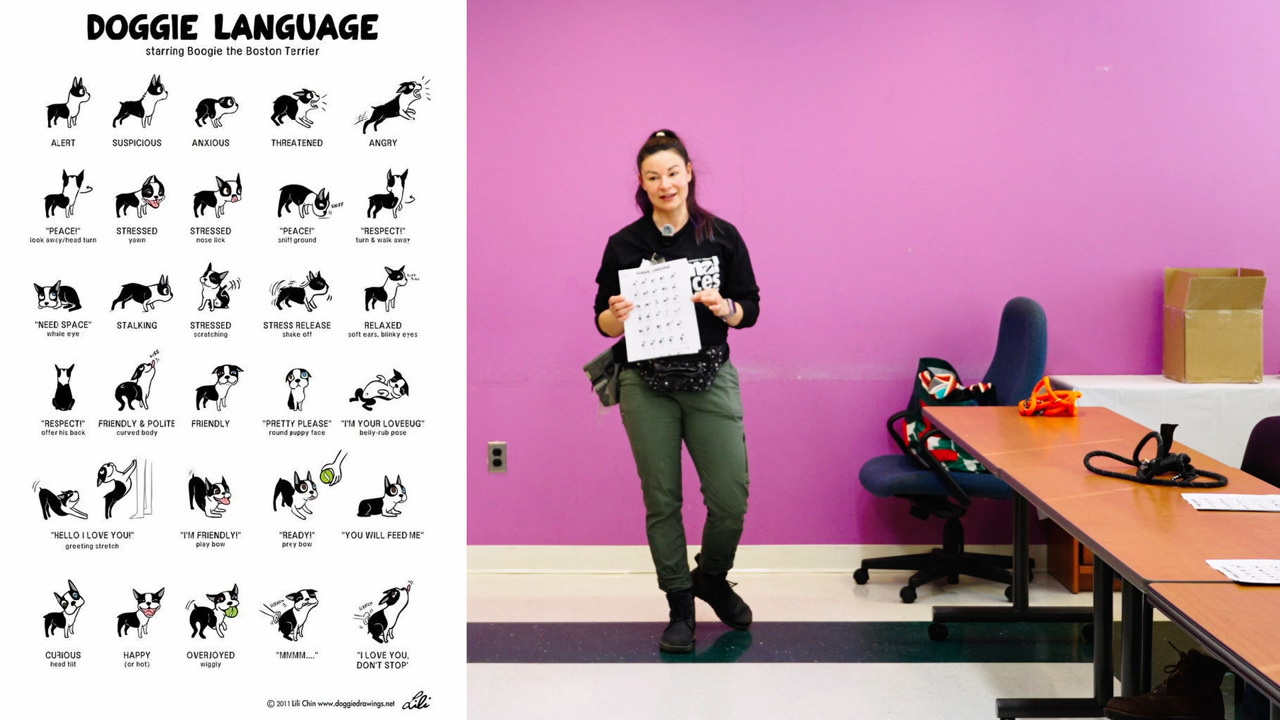 DOGGIE LANGUAGE
starring Boogie the Boston Terrier
ALERT
SUSPICIOUS
ANXIOUS
THREATENED
ANGRY
"PEACE!"
look away/head turn
STRESSED
yawn
STRESSED
nose lick
SNIFF
"PEACE!"
sniff ground
"RESPECT!"
turn & walk away
"NEED SPACE"
whale eye
STALKING
STRESSED
scratching
STRESS RELEASE
shake off
RELAXED
soft ears, blinky eyes
"RESPECT!"
offer his back
FRIENDLY & POLITE
curved body
FRIENDLY
"PRETTY PLEASE"
round puppy face
"I'M YOUR LOVEBUG"
belly-rub pose
"HELLO I LOVE YOU!"
greeting stretch
"I'M FRIENDLY!"
play bow
"READY!"
prey bow
"YOU WILL FEED ME"
CURIOUS
head tilt
HAPPY
(or hot)
OVERJOYED
wiggly
"MMMM...."
"I LOVE YOU,
DON'T STOP"
© 2011 Lili Chin www.doggiedrawings.net
Lili
DOGGIE LANGUAGE